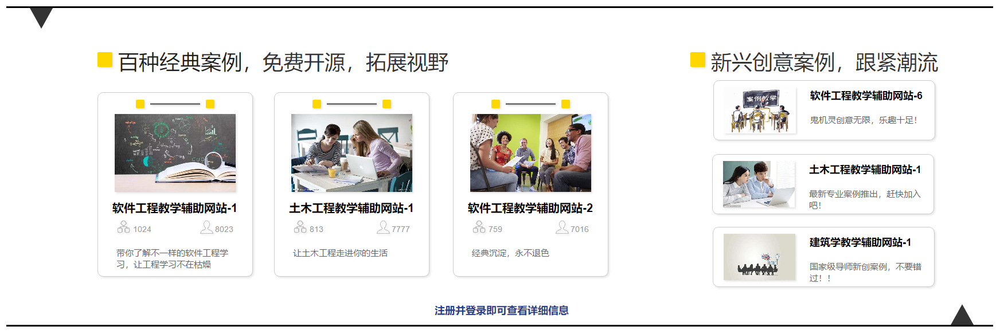 百种经典案例，免费开源，拓展视野
软件工程教学辅助网站-1
1024
8023
带你了解不一样的软件工程学
习，让工程学习不在枯燥
土木工程教学辅助网站-1
813
7777
让土木工程走进你的生活
软件工程教学辅助网站-2
759
7016
经典沉淀，永不退色
新兴创意案例，跟紧潮流
案例教学
软件工程教学辅助网站-6
鬼机灵创意无限，乐趣十足！
土木工程教学辅助网站-1
最新专业案例推出，赶快加入
吧！
建筑学教学辅助网站-1
国家级导师新创案例，不要错
过！！
注册并登录即可查看详细信息